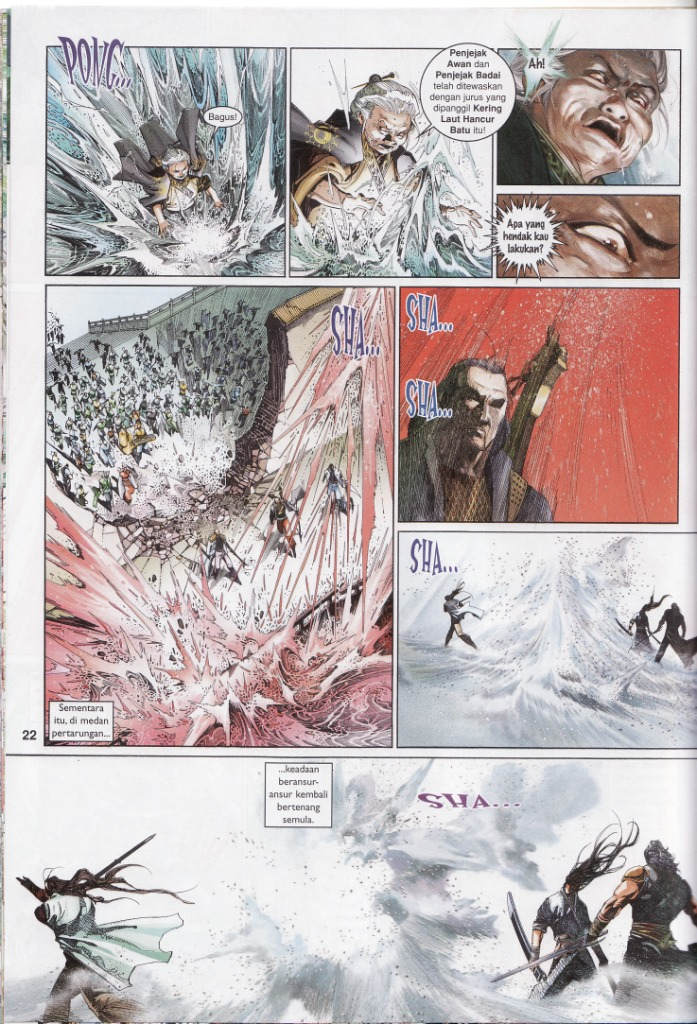 PONG...
Bagus!
Penjejak
Awan dan
Penjejak Badai
telah ditewaskan
dengan jurus yang
dipanggil Kering
Laut Hancur
Batu itu!
Ah!
Apa yang
hendak kau
lakukan?
SHA...
Sementara
itu, di medan
pertarungan...
SHA...
SHA...
SHA...
22
...keadaan
beransur-
ansur kembali
bertenang
semula.
SHA...